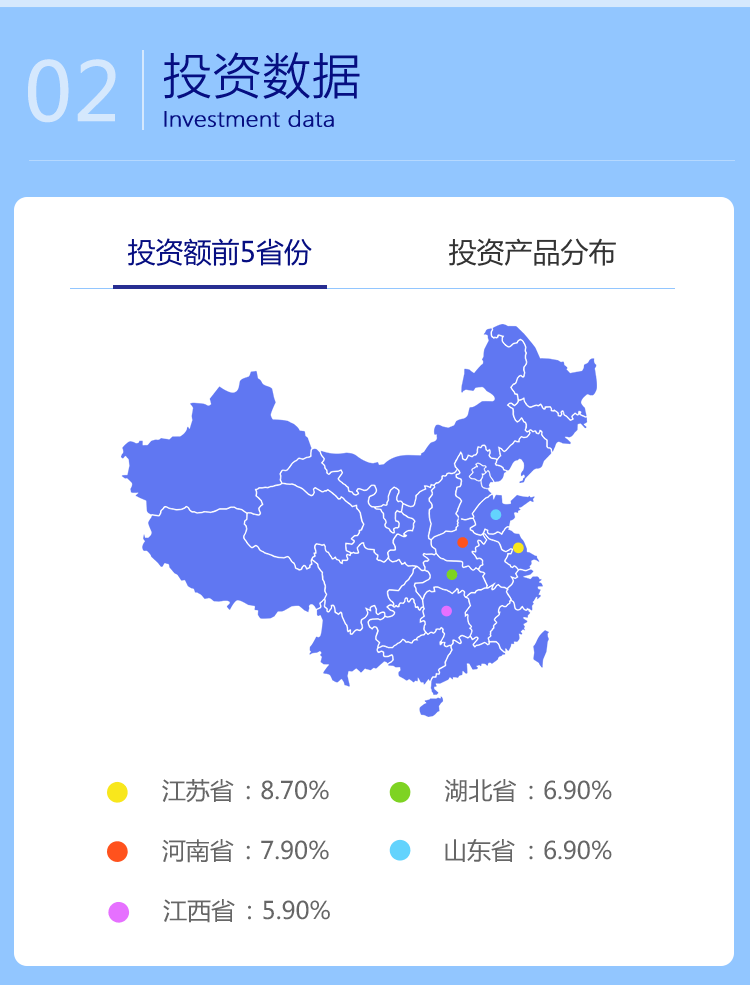 02
投资数据
Investment data
投资额前5省份
投资产品分布
江苏省：8.70%
湖北省：6.90%
河南省：7.90%
山东省：6.90%
江西省：5.90%